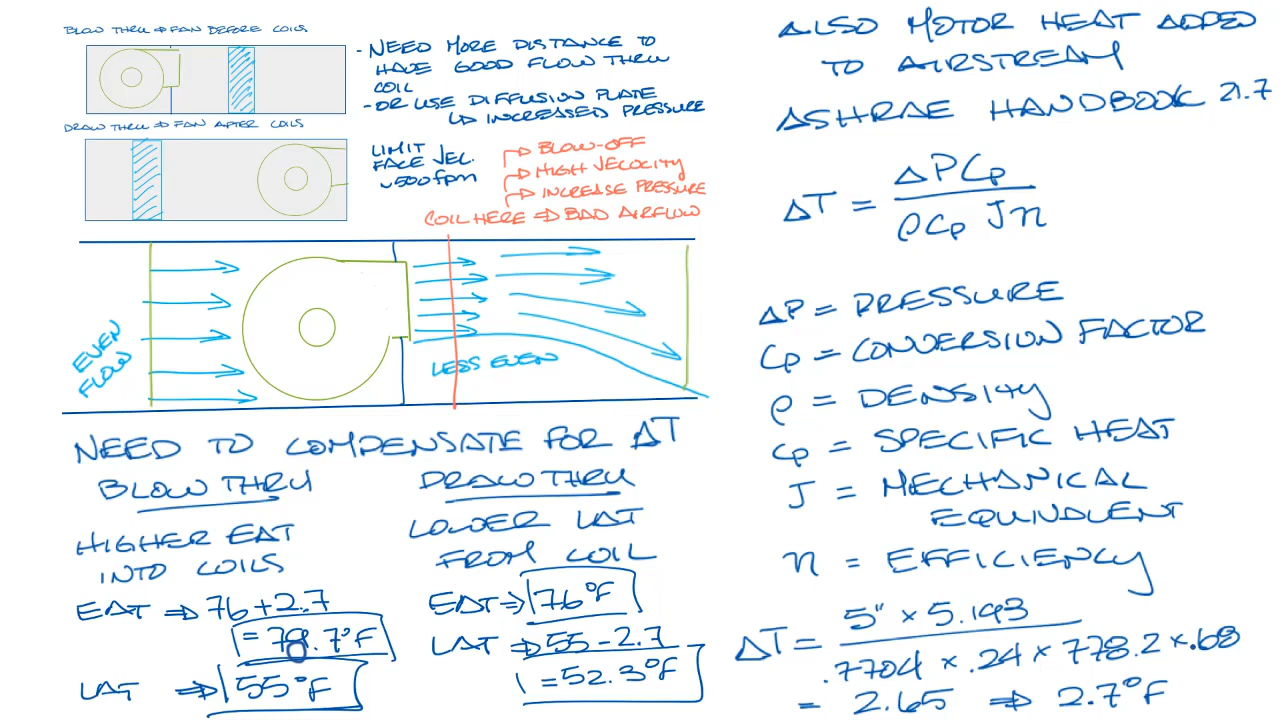 BLOW THRU ⇒ FAN BEFORE COILS
- NEED MORE DISTANCE TO
HAVE GOOD FLOW THRU
COIL
- OR USE DIFFUSION PLATE
↳ INCREASED PRESSURE
DRAW THRU ⇒ FAN AFTER COILS
LIMIT
FACE VEL.
~500 fpm
→ BLOW-OFF
→ HIGH VELOCITY
→ INCREASE PRESSURE
COIL HERE ⇒ BAD AIRFLOW
EVEN
FLOW
LESS EVEN
NEED TO COMPENSATE FOR ΔT
BLOW THRU
HIGHER EAT
INTO COILS
EAT ⇒ 76 + 2.7
= 78.7°F
LAT ⇒ 55°F
DRAW THRU
LOWER LAT
FROM COIL
EAT ⇒ 76°F
LAT ⇒ 55 - 2.7
= 52.3°F
ALSO MOTOR HEAT ADDED
TO AIRSTREAM
ASHRAE HANDBOOK 21.7
ΔT = ΔPCp / ρcp Jη
ΔP = PRESSURE
Cp = CONVERSION FACTOR
ρ = DENSITY
cp = SPECIFIC HEAT
J = MECHANICAL
EQUIVALENT
η = EFFICIENCY
ΔT = 5" × 5.193 / .7704 × .24 × 778.2 × .68
= 2.65 ⇒ 2.7°F